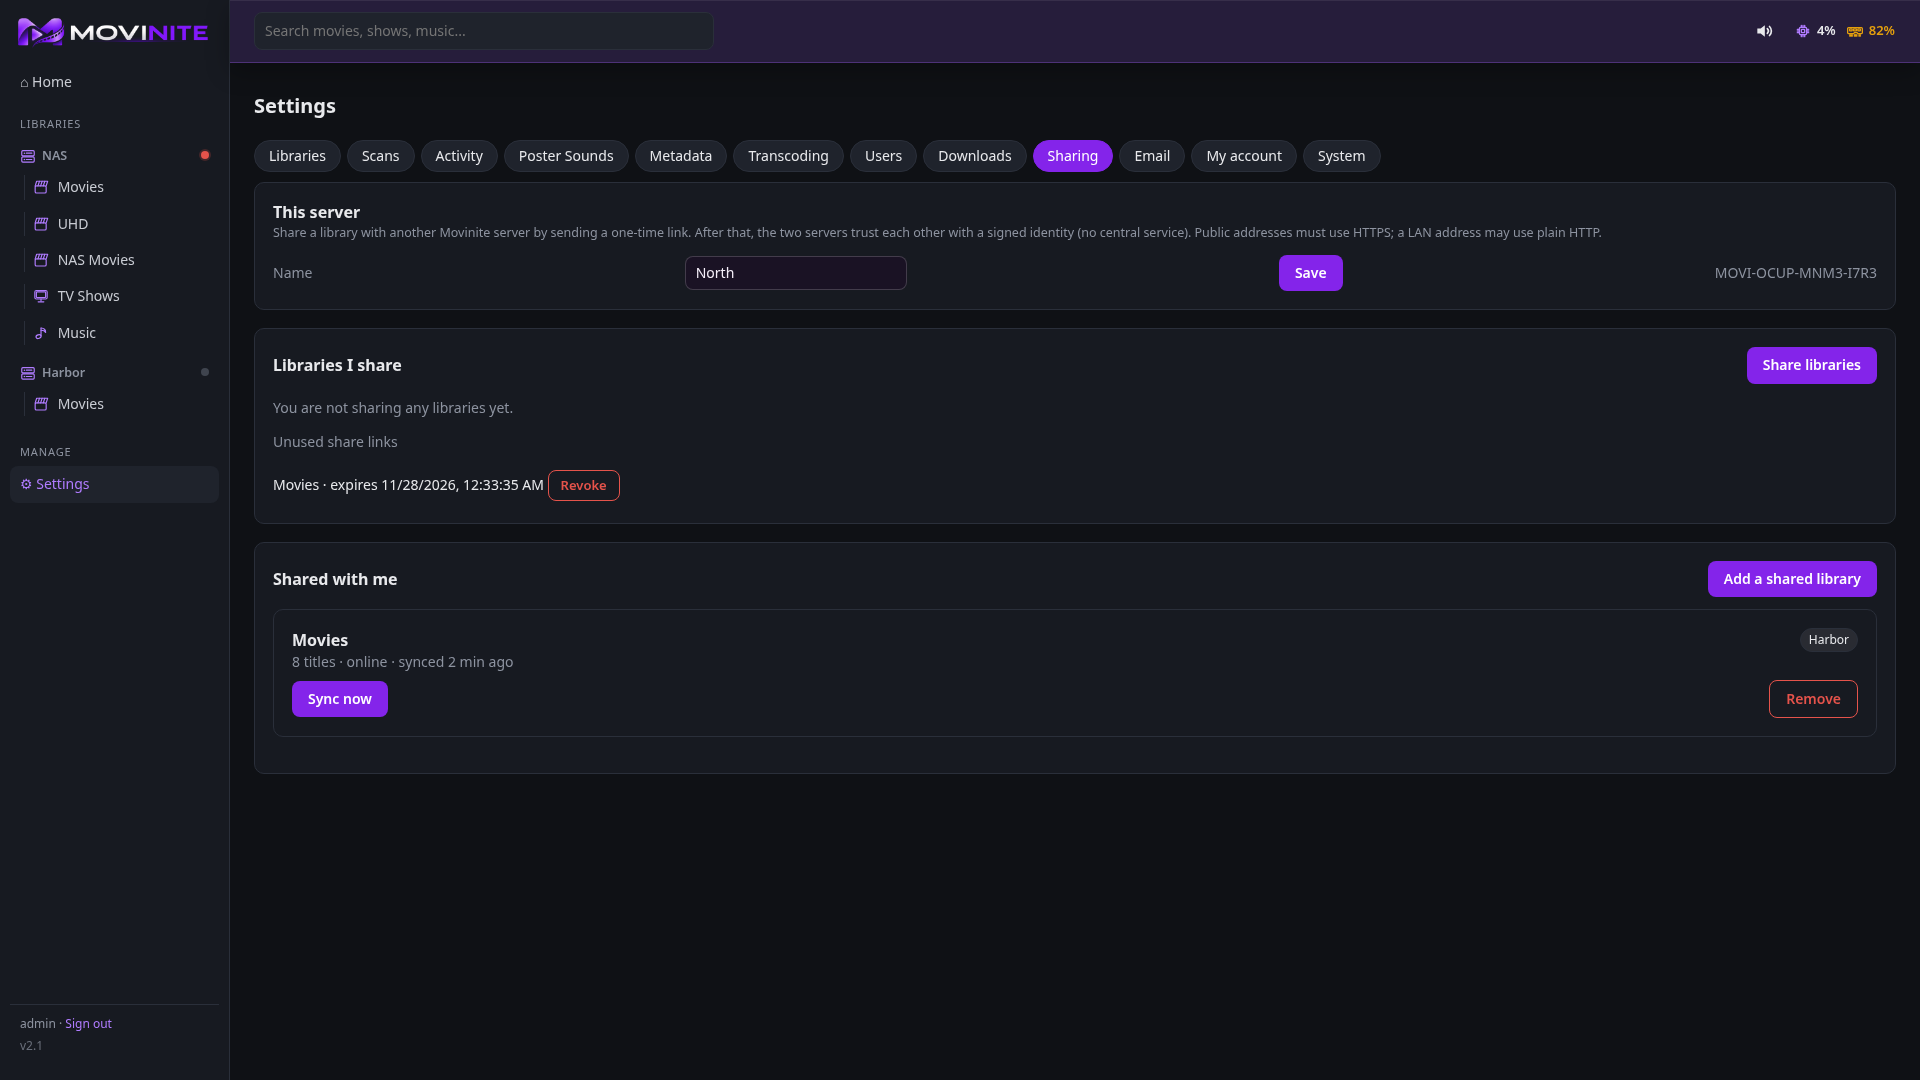 MOVINITE
Search movies, shows, music...
4%
82%
Home
LIBRARIES
NAS
Movies
UHD
NAS Movies
TV Shows
Music
Harbor
Movies
MANAGE
Settings
admin · Sign out
v2.1
Settings
Libraries
Scans
Activity
Poster Sounds
Metadata
Transcoding
Users
Downloads
Sharing
Email
My account
System
This server
Share a library with another Movinite server by sending a one-time link. After that, the two servers trust each other with a signed identity (no central service). Public addresses must use HTTPS; a LAN address may use plain HTTP.
Name
North
Save
MOVI-OCUP-MNM3-I7R3
Libraries I share
Share libraries
You are not sharing any libraries yet.
Unused share links
Movies · expires 11/28/2026, 12:33:35 AM
Revoke
Shared with me
Add a shared library
Movies
Harbor
8 titles · online · synced 2 min ago
Sync now
Remove